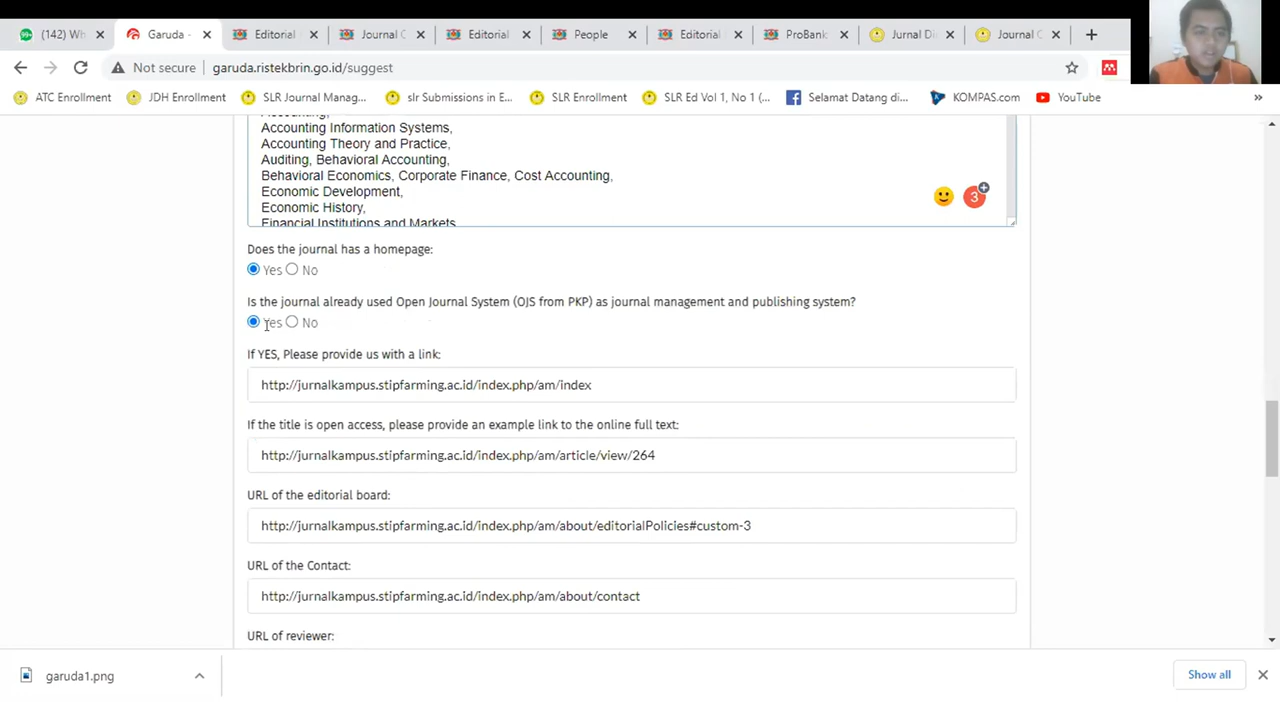 (142) Wh
Garuda -
Editorial
Journal C
Editorial
People
Editorial
ProBank
Jurnal Di
Journal C
Not secure
garuda.ristekbrin.go.id/suggest
ATC Enrollment
JDH Enrollment
SLR Journal Manag...
slr Submissions in E...
SLR Enrollment
SLR Ed Vol 1, No 1 (...
Selamat Datang di...
KOMPAS.com
YouTube
»
Accounting,
Accounting Information Systems,
Accounting Theory and Practice,
Auditing, Behavioral Accounting,
Behavioral Economics, Corporate Finance, Cost Accounting,
Economic Development,
Economic History,
Financial Institutions and Markets
3
Does the journal has a homepage:
Yes No
Is the journal already used Open Journal System (OJS from PKP) as journal management and publishing system?
Yes No
If YES, Please provide us with a link:
http://jurnalkampus.stipfarming.ac.id/index.php/am/index
If the title is open access, please provide an example link to the online full text:
http://jurnalkampus.stipfarming.ac.id/index.php/am/article/view/264
URL of the editorial board:
http://jurnalkampus.stipfarming.ac.id/index.php/am/about/editorialPolicies#custom-3
URL of the Contact:
http://jurnalkampus.stipfarming.ac.id/index.php/am/about/contact
URL of reviewer:
garuda1.png
Show all